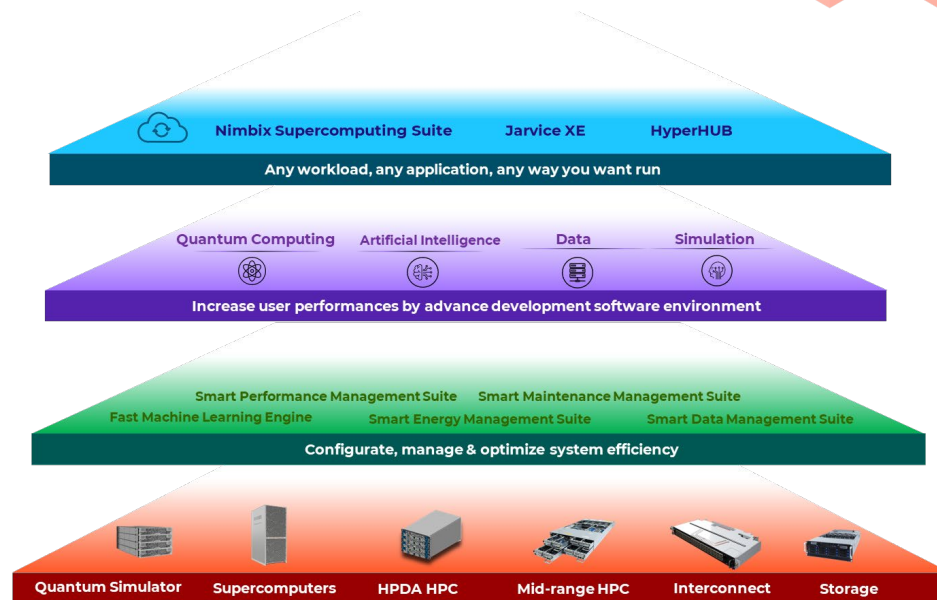 Nimbix Supercomputing Suite Jarvice XE HyperHUB
Any workload, any application, any way you want run
Quantum Computing Artificial Intelligence Data Simulation
Increase user performances by advance development software environment
Smart Performance Management Suite Smart Maintenance Management Suite
Fast Machine Learning Engine Smart Energy Management Suite Smart Data Management Suite
Configurate, manage & optimize system efficiency
Quantum Simulator Supercomputers HPDA HPC Mid-range HPC Interconnect Storage